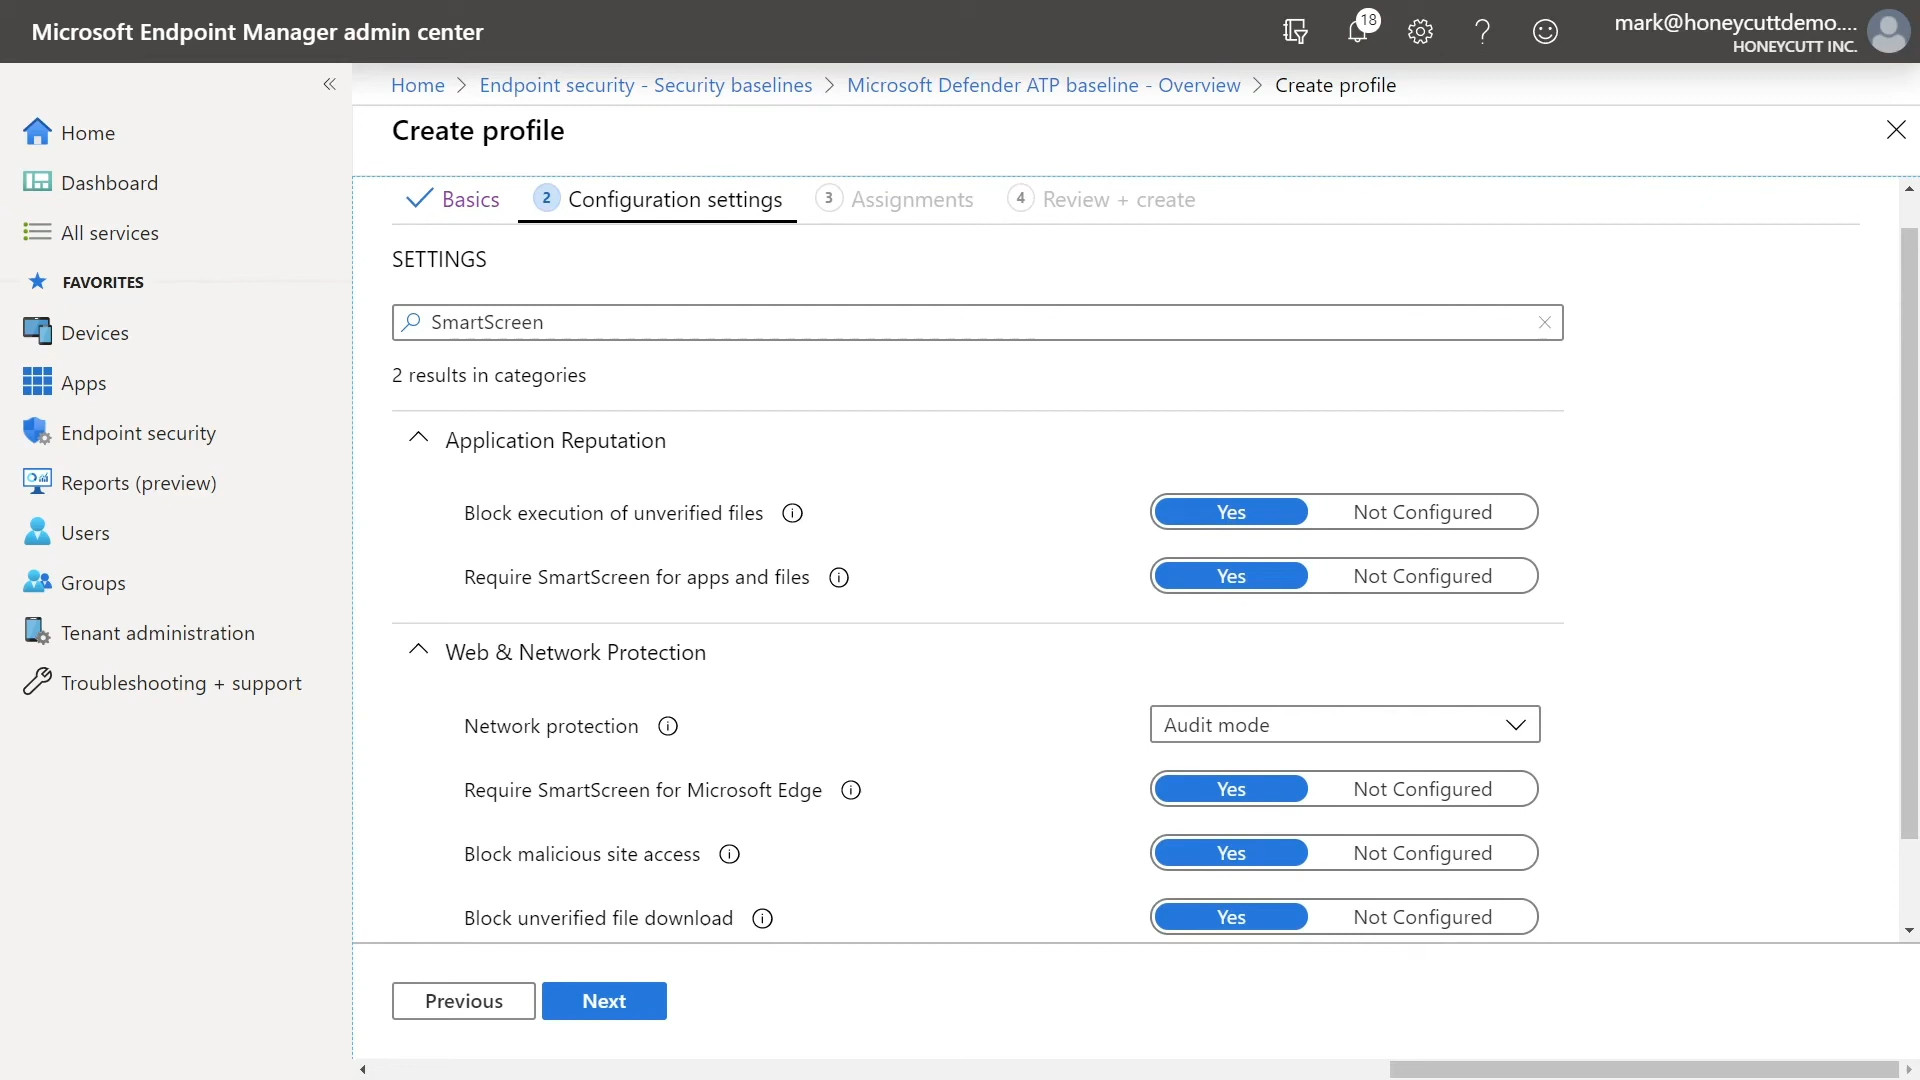 Microsoft Endpoint Manager admin center
18
mark@honeycuttdemo....
HONEYCUTT INC.
Home > Endpoint security - Security baselines > Microsoft Defender ATP baseline - Overview > Create profile
Create profile
Home
Dashboard
All services
FAVORITES
Devices
Apps
Endpoint security
Reports (preview)
Users
Groups
Tenant administration
Troubleshooting + support
Basics
2 Configuration settings
3 Assignments
4 Review + create
SETTINGS
SmartScreen
2 results in categories
Application Reputation
Block execution of unverified files Yes Not Configured
Require SmartScreen for apps and files Yes Not Configured
Web & Network Protection
Network protection Audit mode
Require SmartScreen for Microsoft Edge Yes Not Configured
Block malicious site access Yes Not Configured
Block unverified file download Yes Not Configured
Previous Next